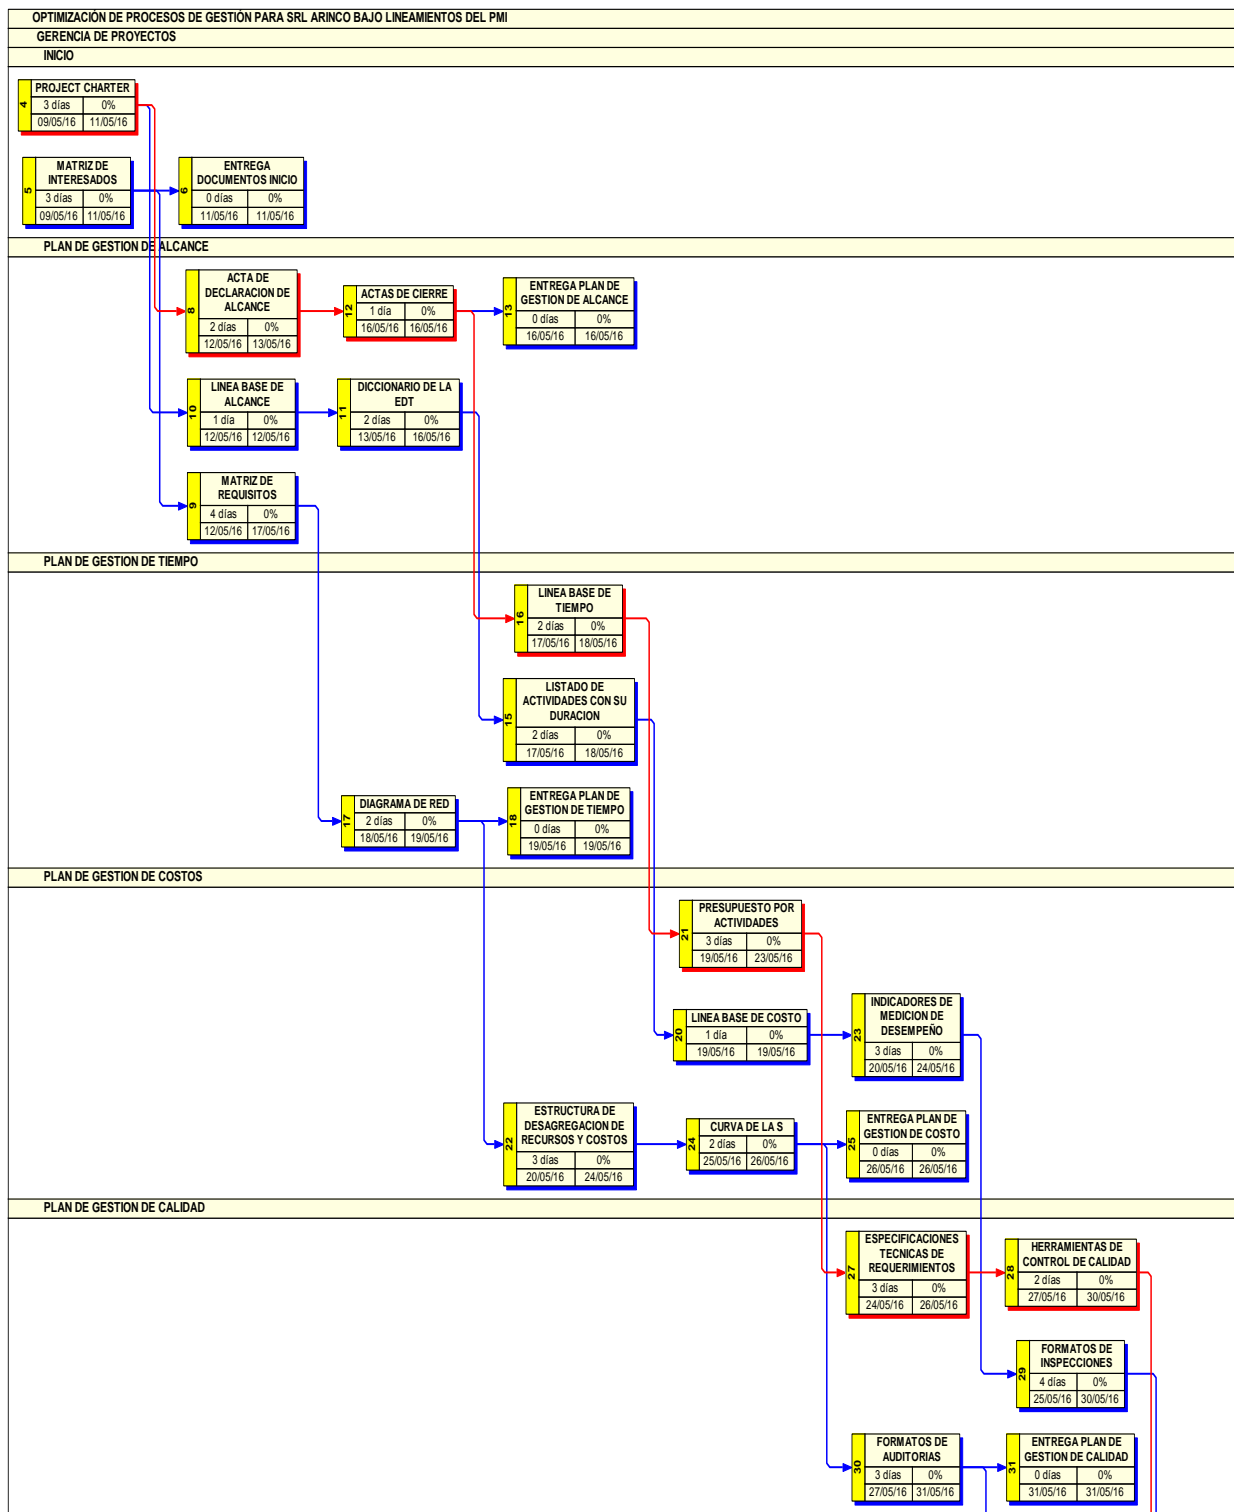 OPTIMIZACIÓN DE PROCESOS DE GESTIÓN PARA SRL ARINCO BAJO LINEAMIENTOS DEL PMI
GERENCIA DE PROYECTOS
INICIO
4
PROJECT CHARTER
3 días 0%
09/05/16 11/05/16
5
MATRIZ DE
INTERESADOS
3 días 0%
09/05/16 11/05/16
6
ENTREGA
DOCUMENTOS INICIO
0 días 0%
11/05/16 11/05/16
PLAN DE GESTION DE ALCANCE
8
ACTA DE
DECLARACION DE
ALCANCE
2 días 0%
12/05/16 13/05/16
12
ACTAS DE CIERRE
1 día 0%
16/05/16 16/05/16
13
ENTREGA PLAN DE
GESTION DE ALCANCE
0 días 0%
16/05/16 16/05/16
10
LINEA BASE DE
ALCANCE
1 día 0%
12/05/16 12/05/16
11
DICCIONARIO DE LA
EDT
2 días 0%
13/05/16 16/05/16
9
MATRIZ DE
REQUISITOS
4 días 0%
12/05/16 17/05/16
PLAN DE GESTION DE TIEMPO
16
LINEA BASE DE
TIEMPO
2 días 0%
17/05/16 18/05/16
15
LISTADO DE
ACTIVIDADES CON SU
DURACION
2 días 0%
17/05/16 18/05/16
17
DIAGRAMA DE RED
2 días 0%
18/05/16 19/05/16
18
ENTREGA PLAN DE
GESTION DE TIEMPO
0 días 0%
19/05/16 19/05/16
PLAN DE GESTION DE COSTOS
21
PRESUPUESTO POR
ACTIVIDADES
3 días 0%
19/05/16 23/05/16
20
LINEA BASE DE COSTO
1 día 0%
19/05/16 19/05/16
23
INDICADORES DE
MEDICION DE
DESEMPEÑO
3 días 0%
20/05/16 24/05/16
22
ESTRUCTURA DE
DESAGREGACION DE
RECURSOS Y COSTOS
3 días 0%
20/05/16 24/05/16
24
CURVA DE LA S
2 días 0%
25/05/16 26/05/16
25
ENTREGA PLAN DE
GESTION DE COSTO
0 días 0%
26/05/16 26/05/16
PLAN DE GESTION DE CALIDAD
27
ESPECIFICACIONES
TECNICAS DE
REQUERIMIENTOS
3 días 0%
24/05/16 26/05/16
28
HERRAMIENTAS DE
CONTROL DE CALIDAD
2 días 0%
27/05/16 30/05/16
29
FORMATOS DE
INSPECCIONES
4 días 0%
25/05/16 30/05/16
30
FORMATOS DE
AUDITORIAS
3 días 0%
27/05/16 31/05/16
31
ENTREGA PLAN DE
GESTION DE CALIDAD
0 días 0%
31/05/16 31/05/16